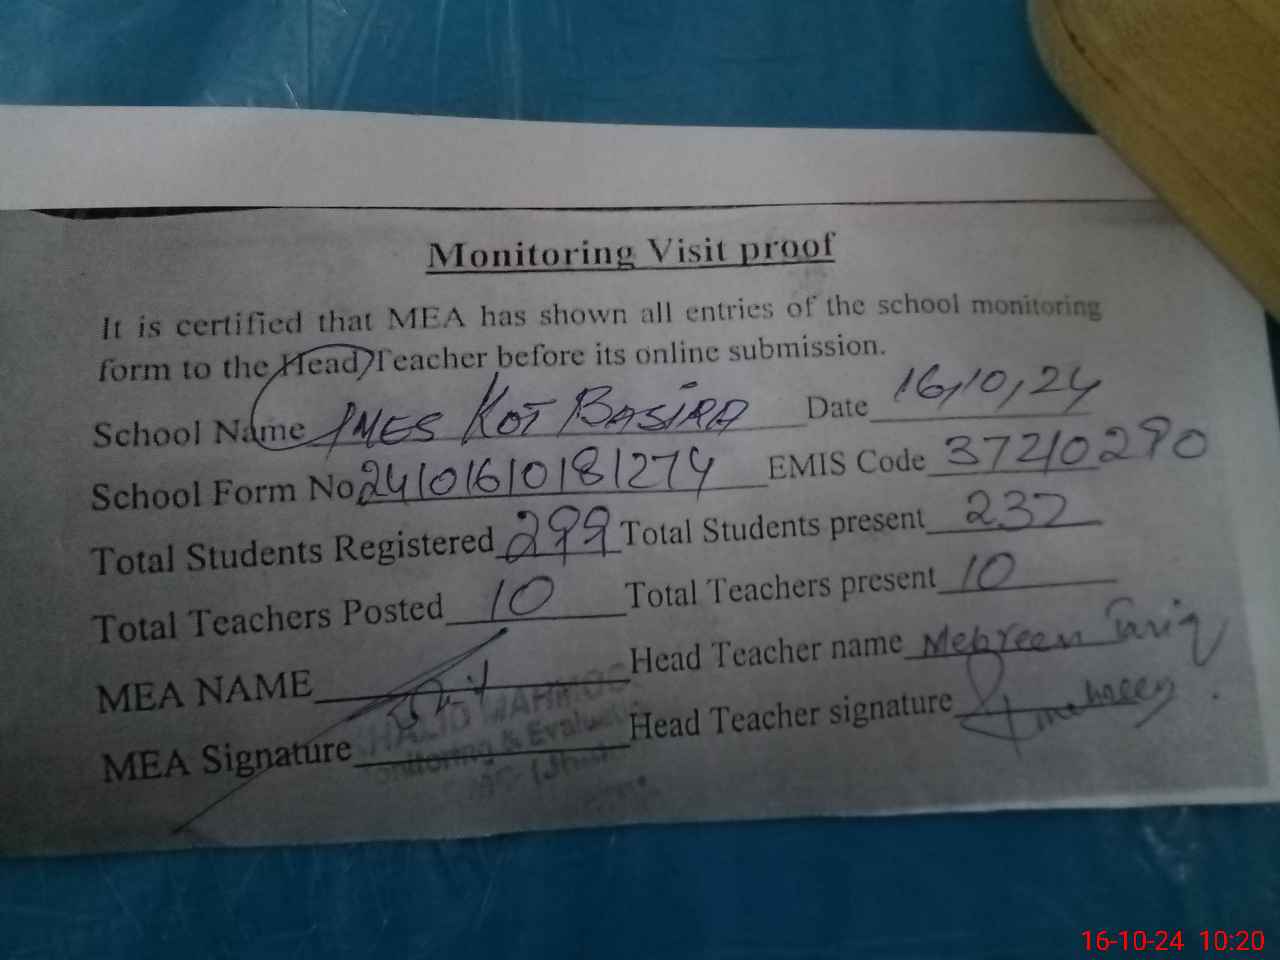 Monitoring Visit proof
It is certified that MEA has shown all entries of the school monitoring
form to the Head Teacher before its online submission.
School Name KOT BASIRA Date 16,10,24
School Form No 24101610181274 EMIS Code 37210290
Total Students Registered 299 Total Students present 232
Total Teachers Posted 10 Total Teachers present 10
MEA NAME Head Teacher name Mehreen Tariq
MEA Signature Head Teacher signature
16-10-24 10:20